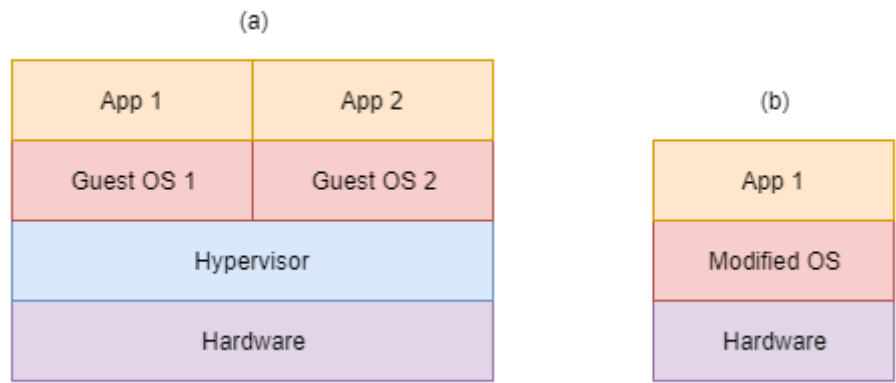 (a)
App 1
App 2
Guest OS 1
Guest OS 2
Hypervisor
Hardware
(b)
App 1
Modified OS
Hardware